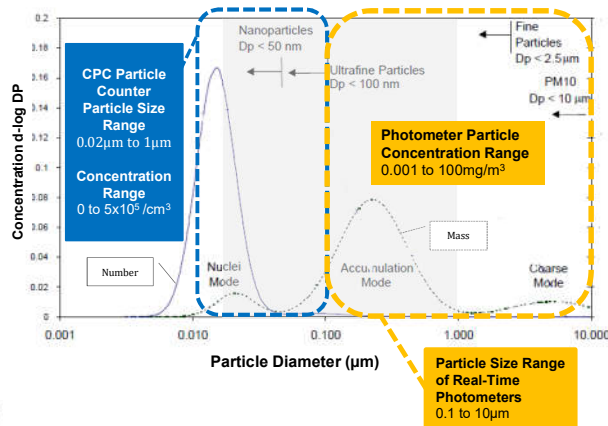 0.2
0.18
0.16
0.14
0.12
0.1
0.08
0.06
0.04
0.02
0
Concentration d-log DP
CPC Particle
Counter
Particle Size
Range
0.02µm to 1µm
Concentration
Range
0 to 5x10⁵ /cm³
Nanoparticles
Dp < 50 nm
Ultrafine Particles
Dp < 100 nm
Fine
Particles
Dp < 2.5µm
PM10
Dp < 10 µm
Photometer Particle
Concentration Range
0.001 to 100mg/m³
Number
Mass
Nuclei
Mode
Accumulation
Mode
Coarse
Mode
0.001
0.010
0.100
1.000
10.000
Particle Diameter (µm)
Particle Size Range
of Real-Time
Photometers
0.1 to 10µm